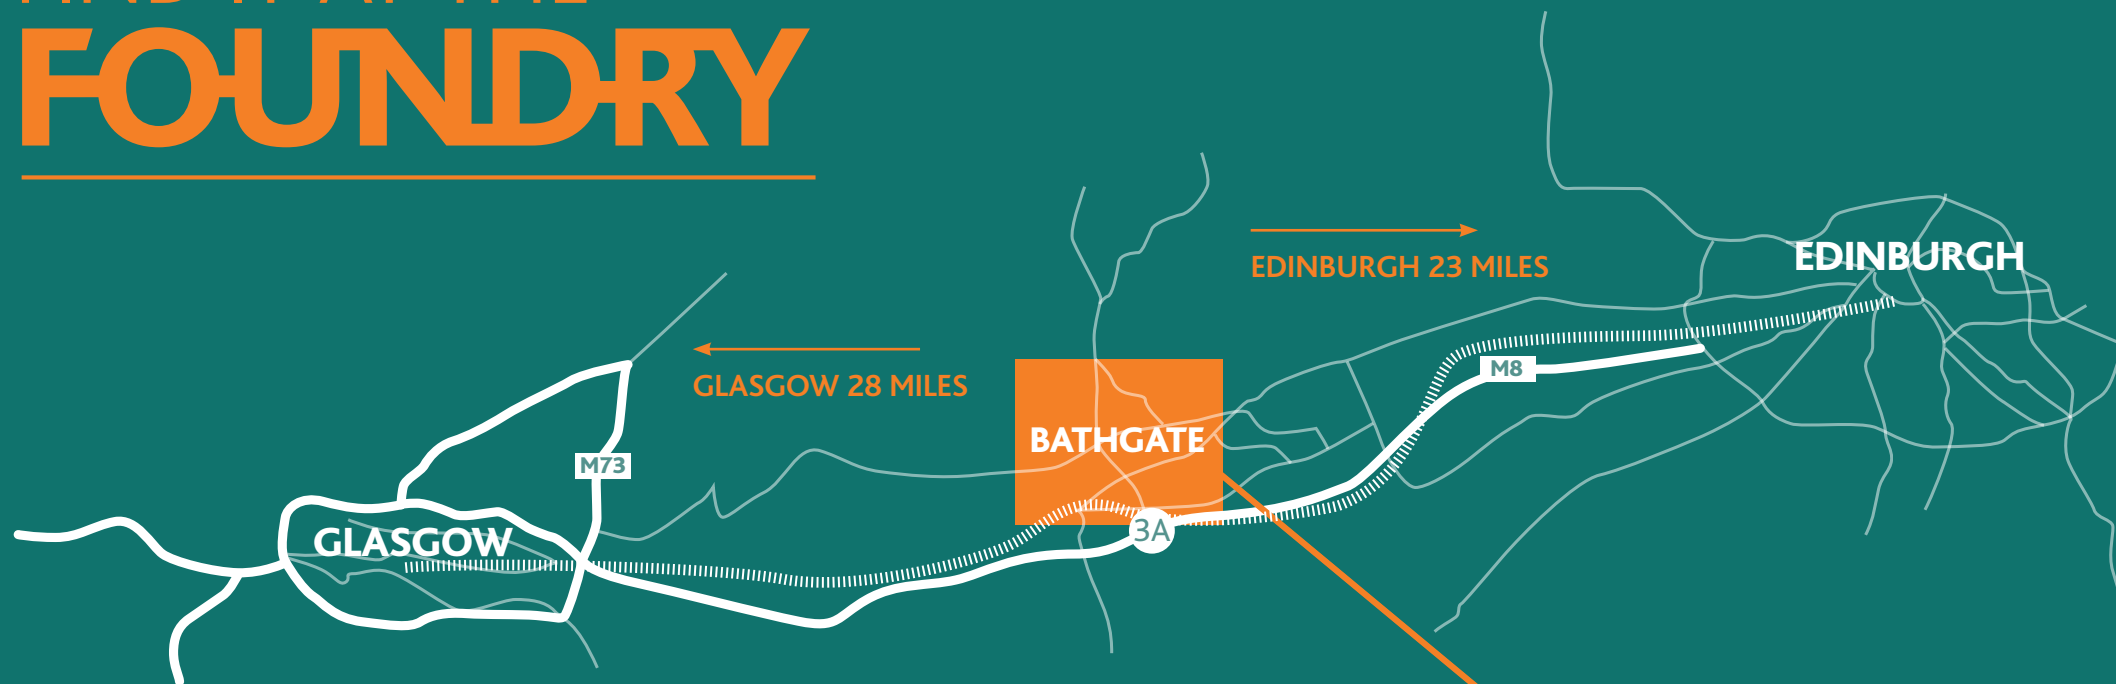 FOUNDRY
EDINBURGH
EDINBURGH 23 MILES
M8
GLASGOW 28 MILES
BATHGATE
M73
3A
GLASGOW